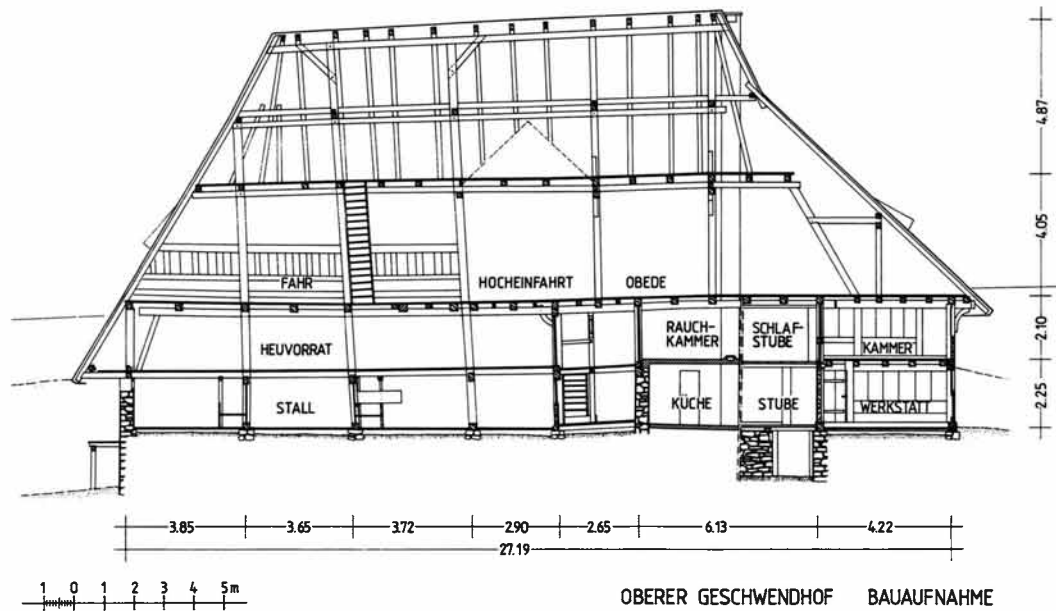 4.87
4.05
FAHR HOCHEINFAHRT OBEDE
2.10
RAUCH-
KAMMER
SCHLAF-
STUBE
HEUVORRAT
KAMMER
2.25
STALL KÜCHE STUBE WERKSTATT
3.85 3.65 3.72 2.90 2.65 6.13 4.22
27.19
1 0 1 2 3 4 5m
OBERER GESCHWENDHOF BAUAUFNAHME